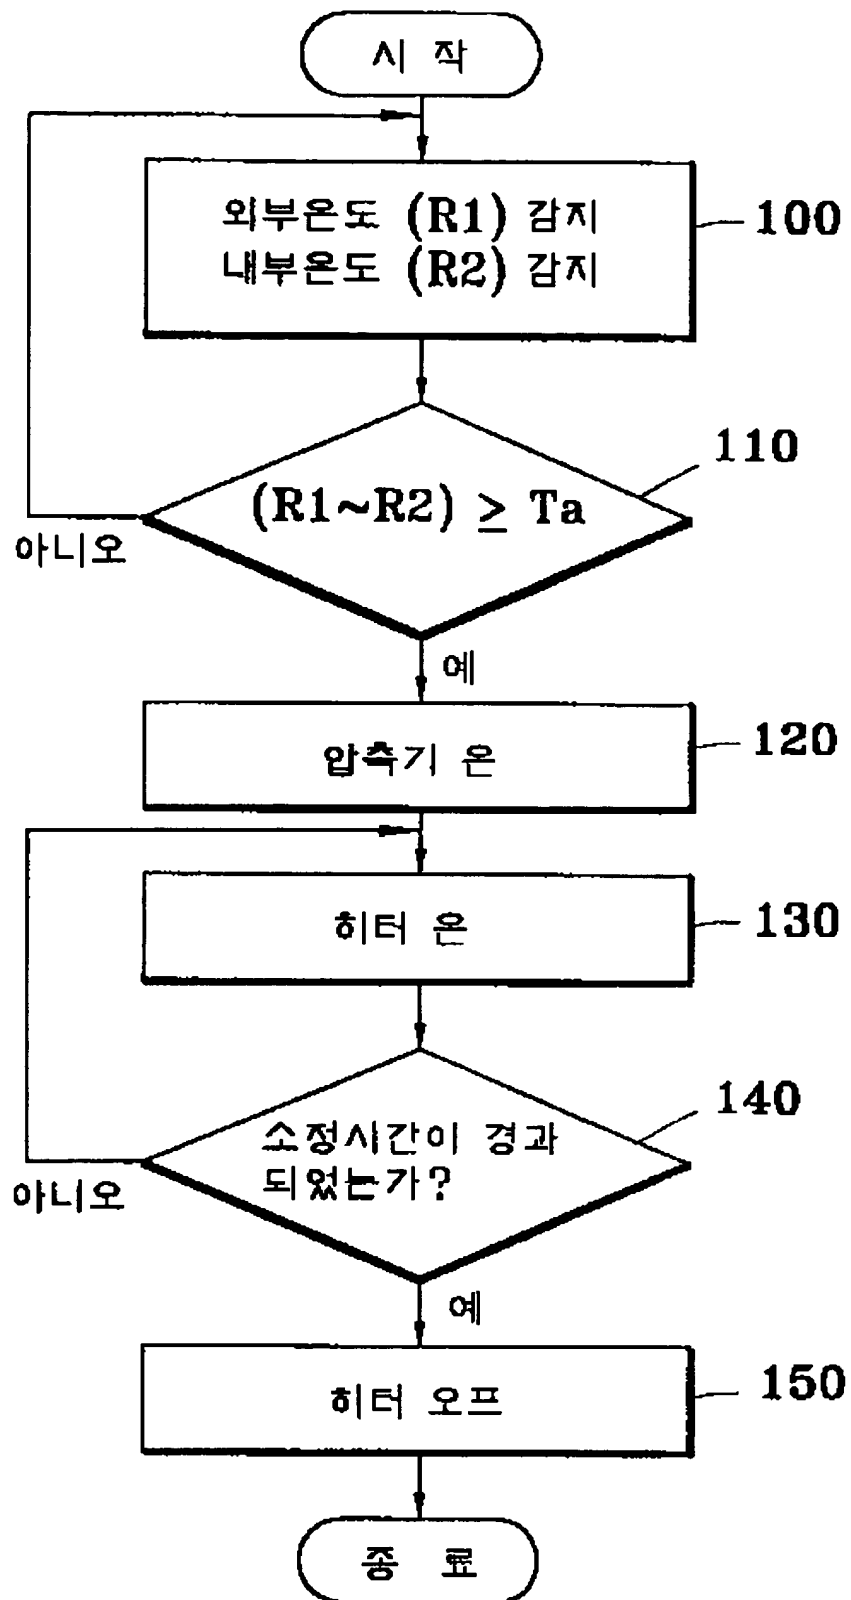 시 작
외부온도 (R1) 감지
내부온도 (R2) 감지
100
110
(R1~R2) ≥ Ta
아니오
예
120
압축기 온
130
히터 온
140
소정시간이 경과
되었는가?
아니오
예
150
히터 오프
종 료